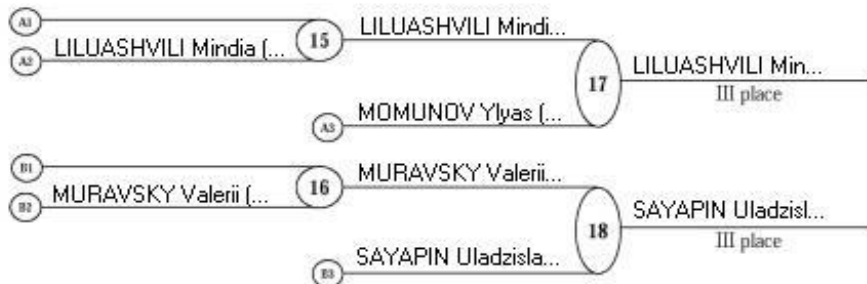 A1
LILUASHVILI Mindi...
15
A2
LILUASHVILI Mindia (...
LILUASHVILI Min...
17
III place
MOMUNOV Ylyas (...
A3
B1
MURAVSKY Valerii...
16
B2
MURAVSKY Valerii (...
SAYAPIN Uladzisl...
18
III place
SAYAPIN Uladzisla...
B3